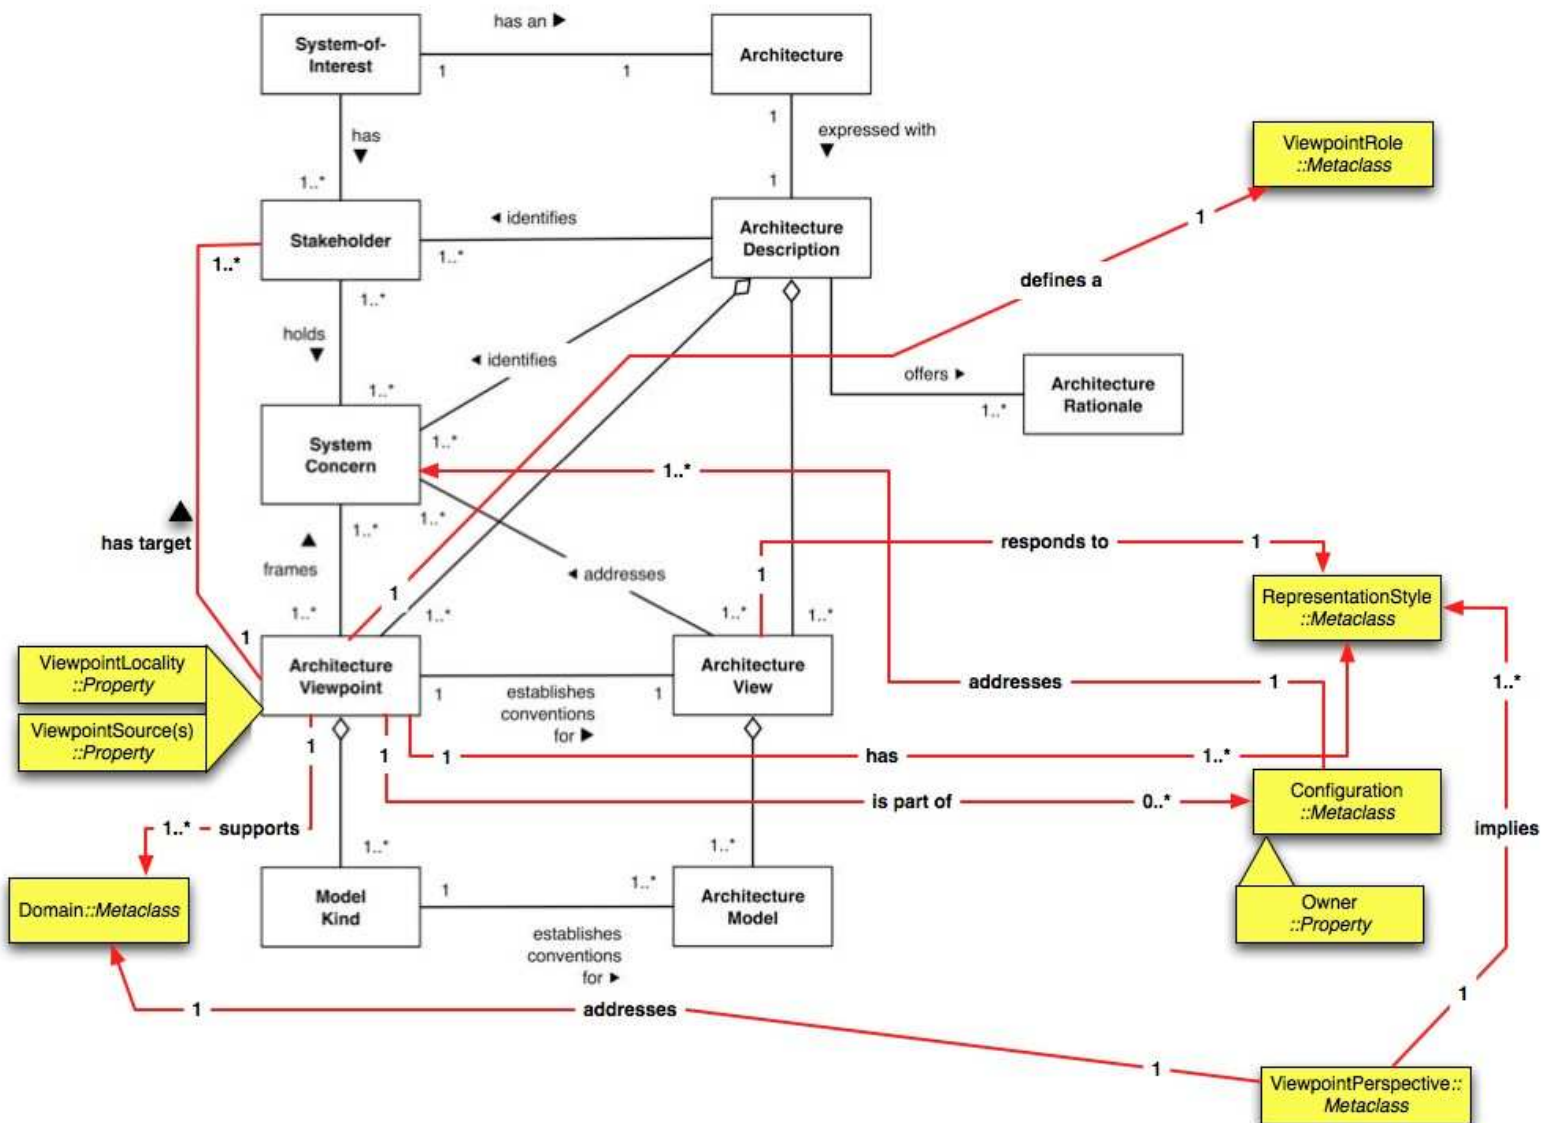 has an ▶
System-of-
Interest
1
1
Architecture
has
▼
1..*
1
expressed with
▼
1
ViewpointRole
::Metaclass
1
Stakeholder
1..*
◀ identifies
1..*
Architecture
Description
defines a
1..*
holds
▼
◀ identifies
offers ▶
1..*
Architecture
Rationale
1..*
System
Concern
1..*
1..*
1..*
1..*
▲
has target
▲
frames
◀ addresses
responds to
1
1
1
RepresentationStyle
::Metaclass
1..*
1..*
1..*
1..*
1
ViewpointLocality
::Property
Architecture
Viewpoint
1
establishes
conventions
for ▶
1
Architecture
View
addresses
1
1..*
ViewpointSource(s)
::Property
1
1
1
has
1..*
is part of
0..*
Configuration
::Metaclass
1..*
supports
implies
1..*
1..*
Domain::Metaclass
Model
Kind
1
1..*
Architecture
Model
Owner
::Property
establishes
conventions
for ▶
1
addresses
1
1
ViewpointPerspective::
Metaclass